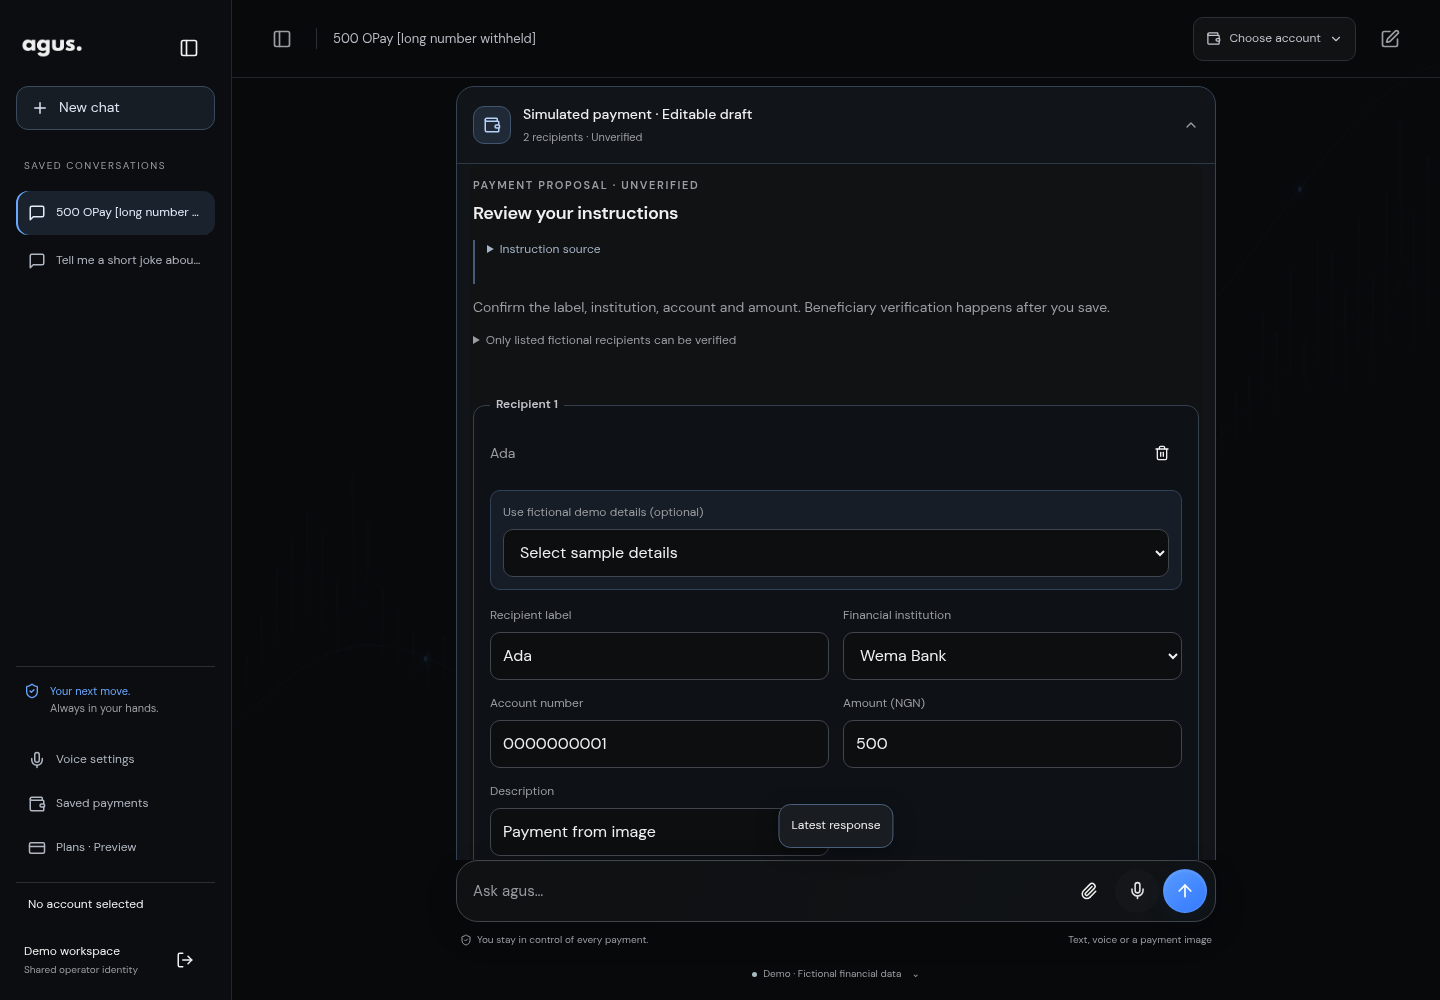 agus.
New chat
SAVED CONVERSATIONS
500 OPay [long number ...
Tell me a short joke abou...
Your next move.
Always in your hands.
Voice settings
Saved payments
Plans · Preview
No account selected
Demo workspace
Shared operator identity
500 OPay [long number withheld]
Choose account
Simulated payment · Editable draft
2 recipients · Unverified
PAYMENT PROPOSAL · UNVERIFIED
Review your instructions
Instruction source
Confirm the label, institution, account and amount. Beneficiary verification happens after you save.
Only listed fictional recipients can be verified
Recipient 1
Ada
Use fictional demo details (optional)
Select sample details
Recipient label
Financial institution
Ada
Wema Bank
Account number
Amount (NGN)
0000000001
500
Description
Payment from image
Latest response
Ask agus...
You stay in control of every payment.
Text, voice or a payment image
Demo · Fictional financial data